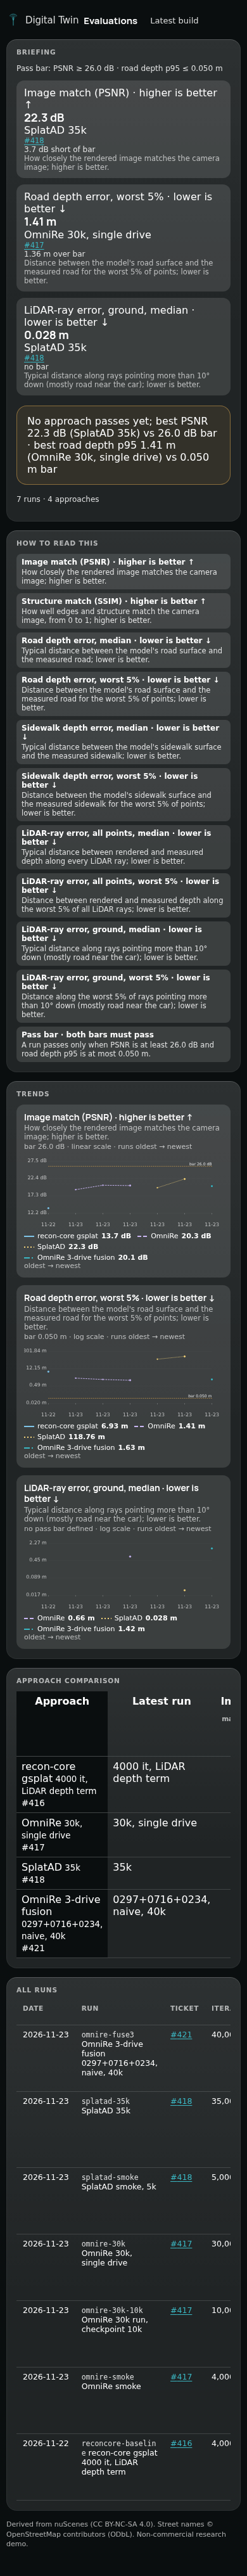 Digital Twin Evaluations Latest build
BRIEFING
Pass bar: PSNR ≥ 26.0 dB · road depth p95 ≤ 0.050 m
Image match (PSNR) · higher is better
↑
22.3 dB
SplatAD 35k
#418
3.7 dB short of bar
How closely the rendered image matches the camera
image; higher is better.
Road depth error, worst 5% · lower is
better ↓
1.41 m
OmniRe 30k, single drive
#417
1.36 m over bar
Distance between the model's road surface and the
measured road for the worst 5% of points; lower is
better.
LiDAR-ray error, ground, median ·
lower is better ↓
0.028 m
SplatAD 35k
#418
no bar
Typical distance along rays pointing more than 10°
down (mostly road near the car); lower is better.
No approach passes yet; best PSNR
22.3 dB (SplatAD 35k) vs 26.0 dB bar
· best road depth p95 1.41 m
(OmniRe 30k, single drive) vs 0.050
m bar
7 runs · 4 approaches
HOW TO READ THIS
Image match (PSNR) · higher is better ↑
How closely the rendered image matches the camera
image; higher is better.
Structure match (SSIM) · higher is better ↑
How well edges and structure match the camera
image, from 0 to 1; higher is better.
Road depth error, median · lower is better ↓
Typical distance between the model's road surface and
the measured road; lower is better.
Road depth error, worst 5% · lower is better ↓
Distance between the model's road surface and the
measured road for the worst 5% of points; lower is
better.
Sidewalk depth error, median · lower is better
↓
Typical distance between the model's sidewalk surface
and the measured sidewalk; lower is better.
Sidewalk depth error, worst 5% · lower is
better ↓
Distance between the model's sidewalk surface and the
measured sidewalk for the worst 5% of points;
lower is better.
LiDAR-ray error, all points, median · lower is
better ↓
Typical distance between rendered and measured
depth along every LiDAR ray; lower is better.
LiDAR-ray error, all points, worst 5% · lower is
better ↓
Distance between rendered and measured depth along
the worst 5% of all LiDAR rays; lower is better.
LiDAR-ray error, ground, median · lower is
better ↓
Typical distance along rays pointing more than 10°
down (mostly road near the car); lower is better.
LiDAR-ray error, ground, worst 5% · lower is
better ↓
Distance along the worst 5% of rays pointing more
than 10° down (mostly road near the car); lower is
better.
Pass bar · both bars must pass
A run passes only when PSNR is at least 26.0 dB and
road depth p95 is at most 0.050 m.
TRENDS
Image match (PSNR) · higher is better ↑
How closely the rendered image matches the camera
image; higher is better.
bar 26.0 dB · linear scale · runs oldest → newest
27.5 dB
bar 26.0 dB
22.4 dB
17.3 dB
12.2 dB
11-22 11-23 11-23 11-23 11-23 11-23 11-23
recon-core gsplat 13.7 dB OmniRe 20.3 dB
SplatAD 22.3 dB
OmniRe 3-drive fusion 20.1 dB
oldest → newest
Road depth error, worst 5% · lower is better ↓
Distance between the model's road surface and the
measured road for the worst 5% of points; lower is
better.
bar 0.050 m · log scale · runs oldest → newest
301.84 m
12.15 m
0.49 m
bar 0.050 m
0.020 m
11-22 11-23 11-23 11-23 11-23 11-23 11-23
recon-core gsplat 6.93 m OmniRe 1.41 m
SplatAD 118.76 m
OmniRe 3-drive fusion 1.63 m
oldest → newest
LiDAR-ray error, ground, median · lower is
better ↓
Typical distance along rays pointing more than 10°
down (mostly road near the car); lower is better.
no pass bar defined · log scale · runs oldest → newest
2.27 m
0.45 m
0.089 m
0.017 m
11-22 11-23 11-23 11-23 11-23 11-23 11-23
OmniRe 0.66 m SplatAD 0.028 m
OmniRe 3-drive fusion 1.42 m
oldest → newest
APPROACH COMPARISON
Approach Latest run
recon-core gsplat 4000 it, LiDAR depth term #416
4000 it, LiDAR depth term
OmniRe 30k, single drive #417
30k, single drive
SplatAD 35k #418
35k
OmniRe 3-drive fusion 0297+0716+0234, naive, 40k #421
0297+0716+0234, naive, 40k
ALL RUNS
DATE RUN TICKET
2026-11-23 omnire-fuse3 #421 40,0
OmniRe 3-drive
fusion
0297+0716+0234,
naive, 40k
2026-11-23 splatad-35k #418 35,0
SplatAD 35k
2026-11-23 splatad-smoke #418 5,00
SplatAD smoke, 5k
2026-11-23 omnire-30k #417 30,0
OmniRe 30k,
single drive
2026-11-23 omnire-30k-10k #417 10,0
OmniRe 30k run,
checkpoint 10k
2026-11-23 omnire-smoke #417 4,00
OmniRe smoke
2026-11-22 reconcore-baselin #416 4,00
e recon-core gsplat
4000 it, LiDAR
depth term
Derived from nuScenes (CC BY-NC-SA 4.0). Street names ©
OpenStreetMap contributors (ODbL). Non-commercial research
demo.